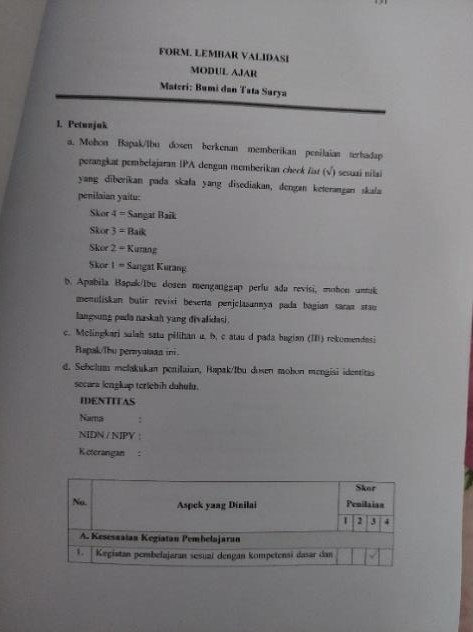 151
FORM. LEMBAR VALIDASI
MODUL AJAR
Materi: Bumi dan Tata Surya
I. Petunjuk
a. Mohon Bapak/Ibu dosen berkenan memberikan penilaian terhadap
perangkat pembelajaran IPA dengan memberikan check list (√) sesuai nilai
yang diberikan pada skala yang disediakan, dengan keterangan skala
penilaian yaitu:
Skor 4 = Sangat Baik
Skor 3 = Baik
Skor 2 = Kurang
Skor 1 = Sangat Kurang
b. Apabila Bapak/Ibu dosen menganggap perlu ada revisi, mohon untuk
menuliskan butir revisi beserta penjelasannya pada bagian saran atau
langsung pada naskah yang divalidasi.
c. Melingkari salah satu pilihan a, b, c atau d pada bagian (III) rekomendasi
Bapak/Ibu pernyataan ini.
d. Sebelum melakukan penilaian, Bapak/Ibu dosen mohon mengisi identitas
secara lengkap terlebih dahulu.
IDENTITAS
Nama :
NIDN / NIPY :
Keterangan :
No. Aspek yang Dinilai Skor
Penilaian
1 2 3 4
A. Kesesuaian Kegiatan Pembelajaran
1. Kegiatan pembelajaran sesuai dengan kompetensi dasar dan ✓